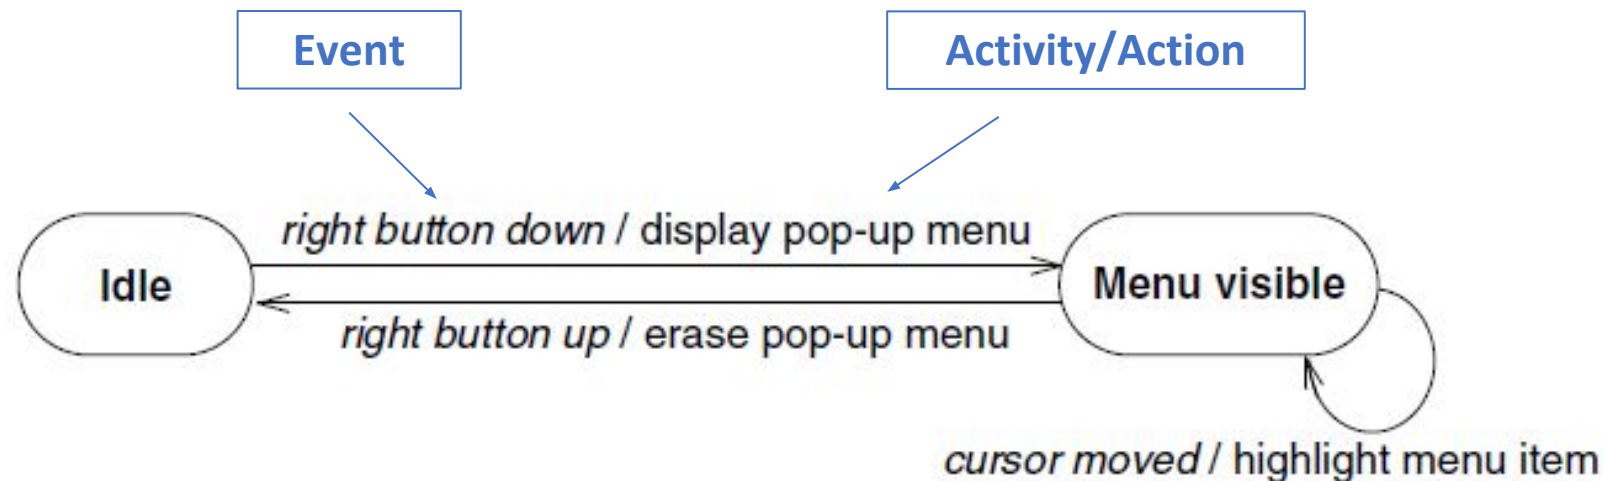 Event
Activity/Action
right button down / display pop-up menu
Idle
Menu visible
right button up / erase pop-up menu
cursor moved / highlight menu item